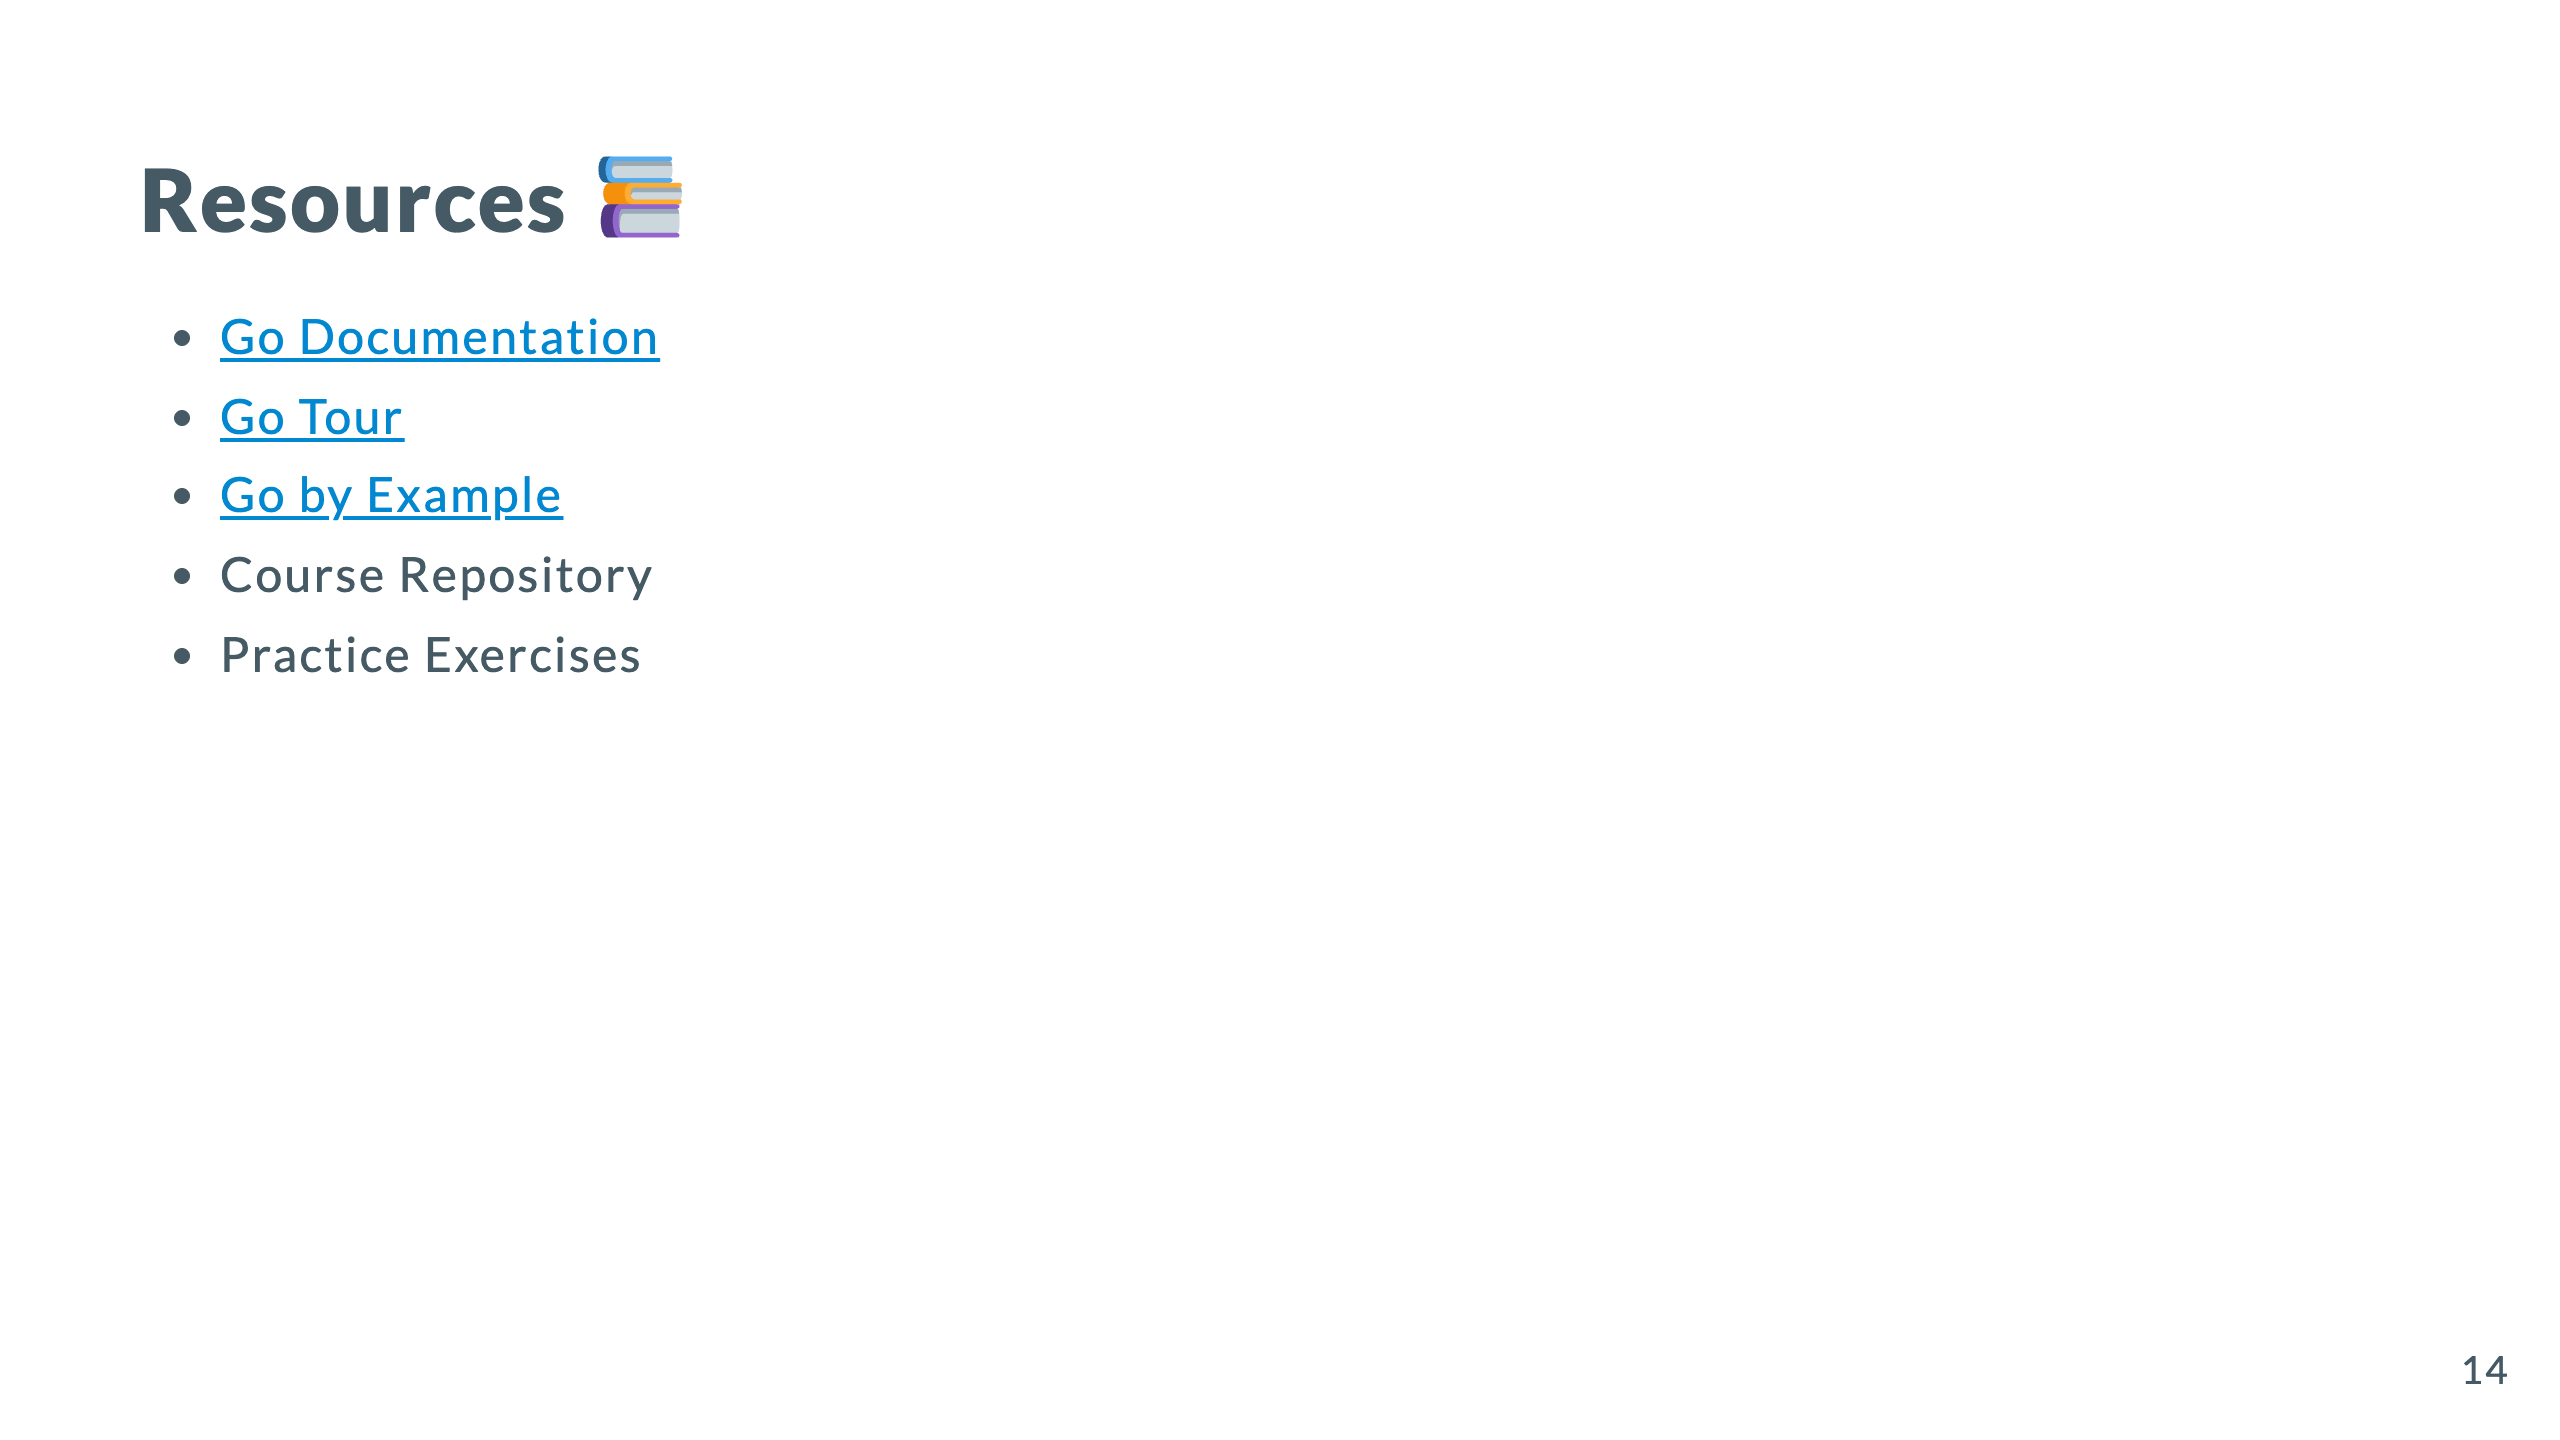 Resources 📚
Go Documentation
Go Tour
Go by Example
Course Repository
Practice Exercises
14